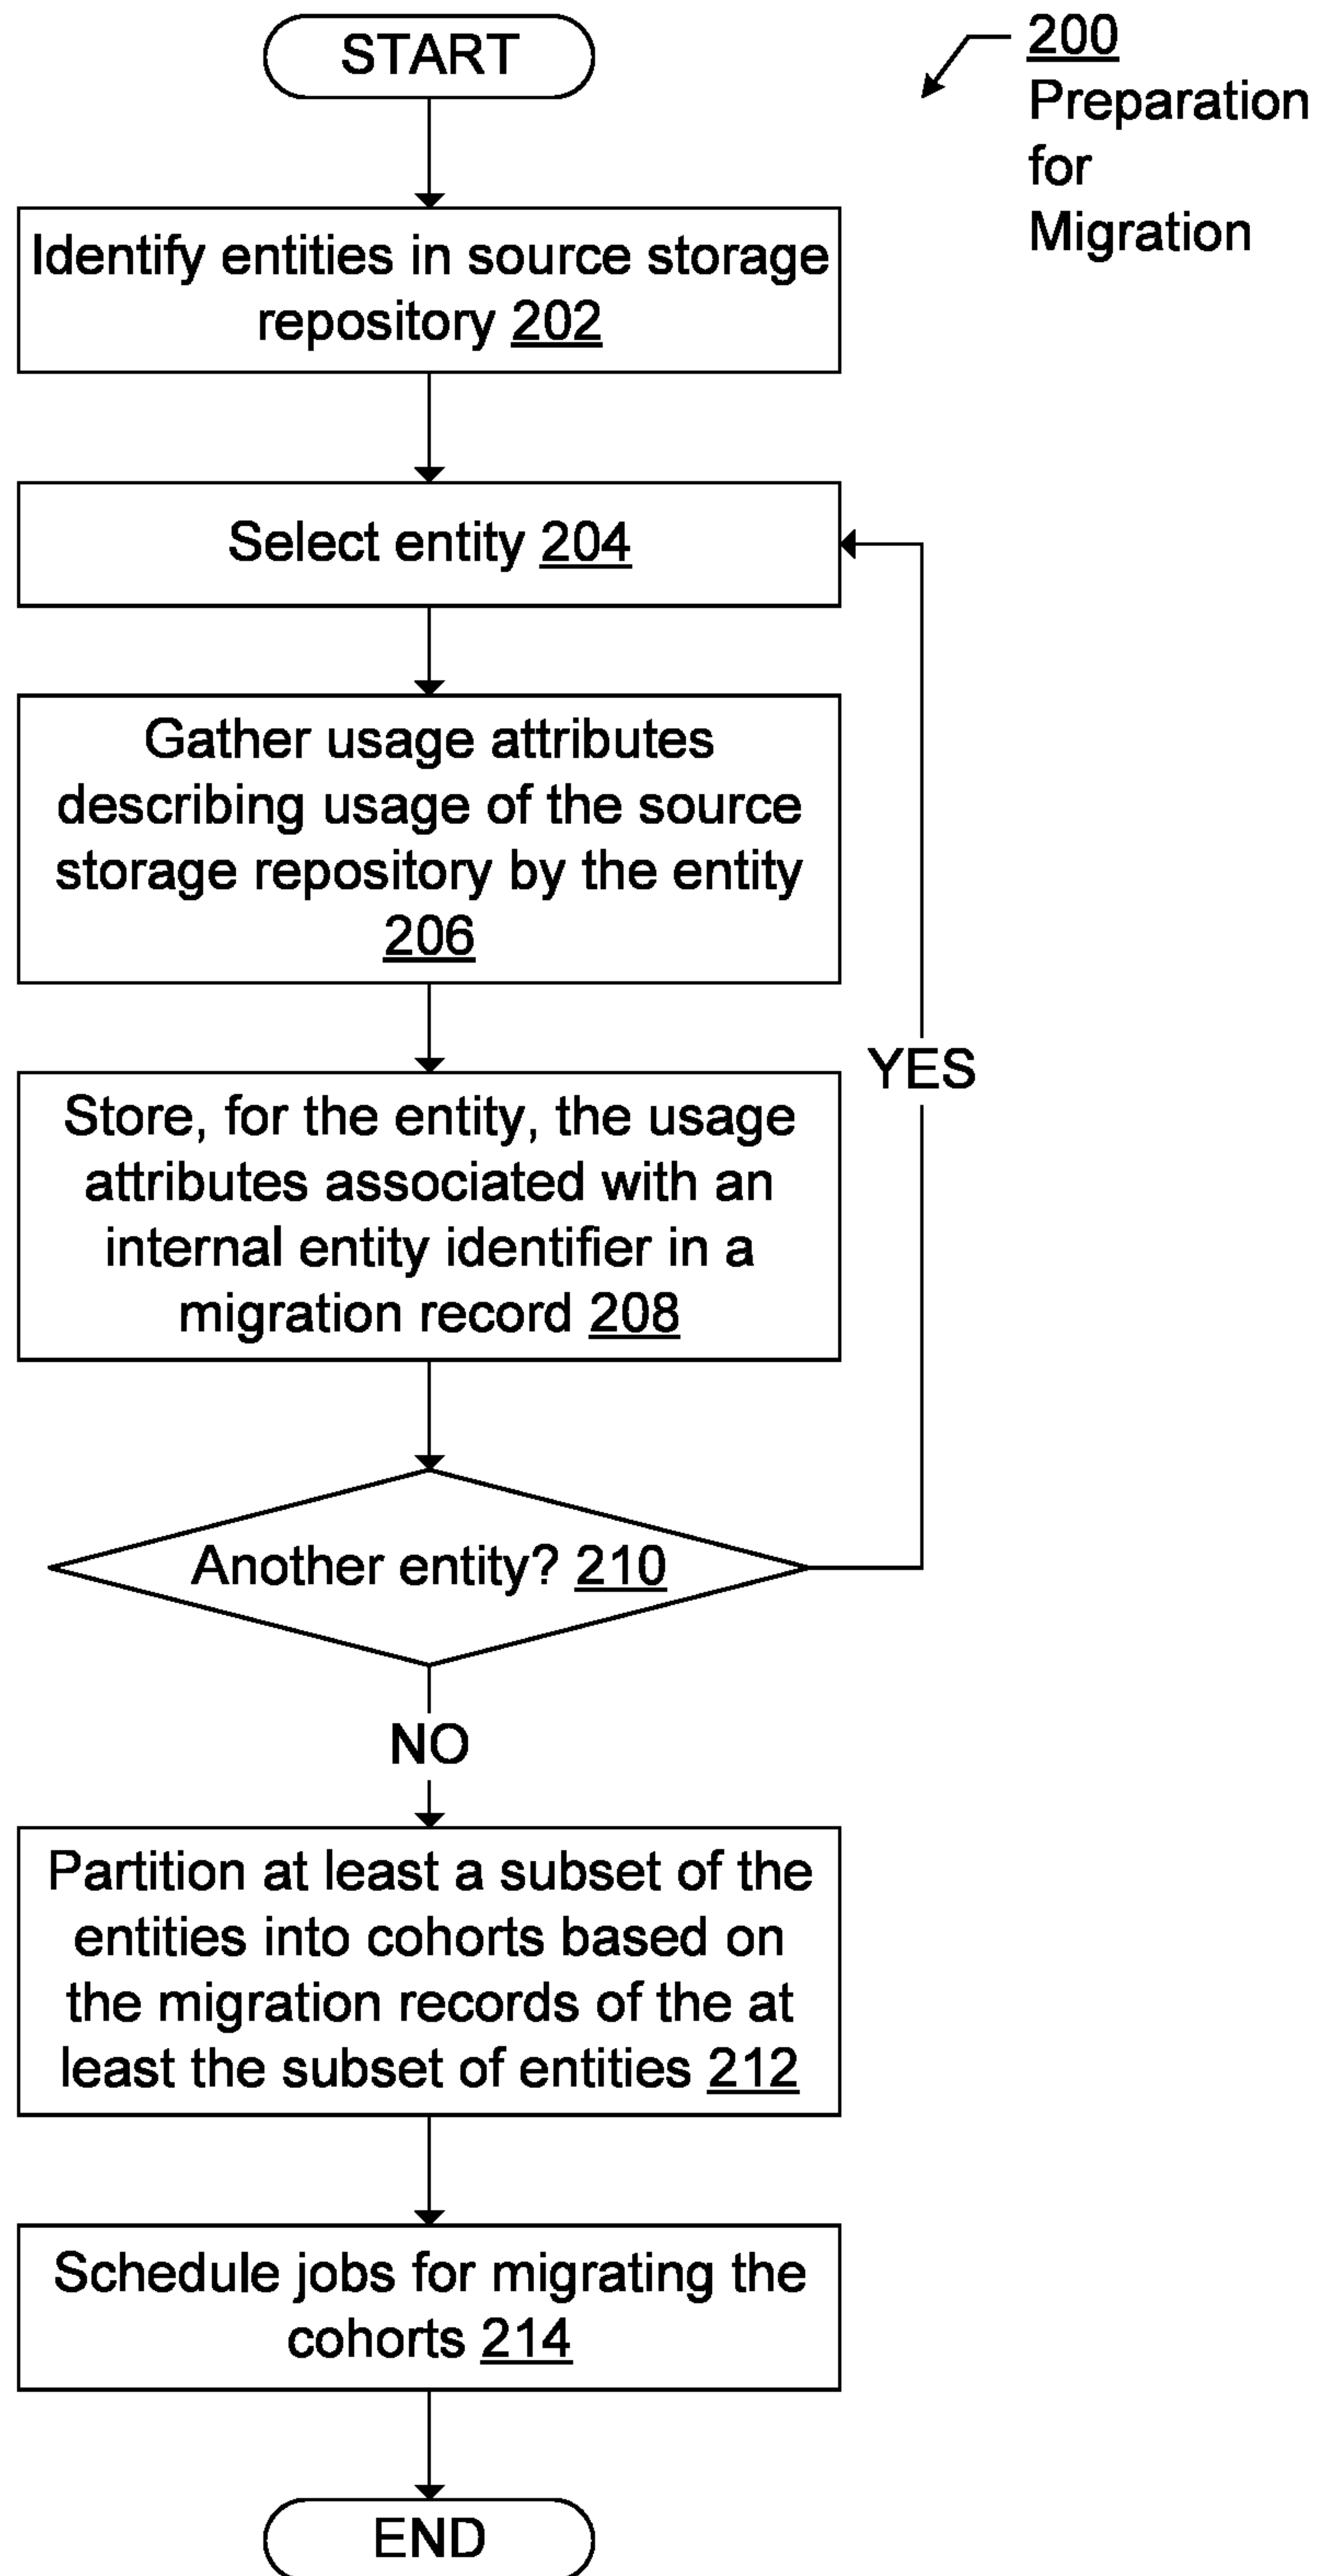 START
200
Preparation
for
Migration
Identify entities in source storage
repository 202
Select entity 204
Gather usage attributes
describing usage of the source
storage repository by the entity
206
YES
Store, for the entity, the usage
attributes associated with an
internal entity identifier in a
migration record 208
Another entity? 210
NO
Partition at least a subset of the
entities into cohorts based on
the migration records of the at
least the subset of entities 212
Schedule jobs for migrating the
cohorts 214
END